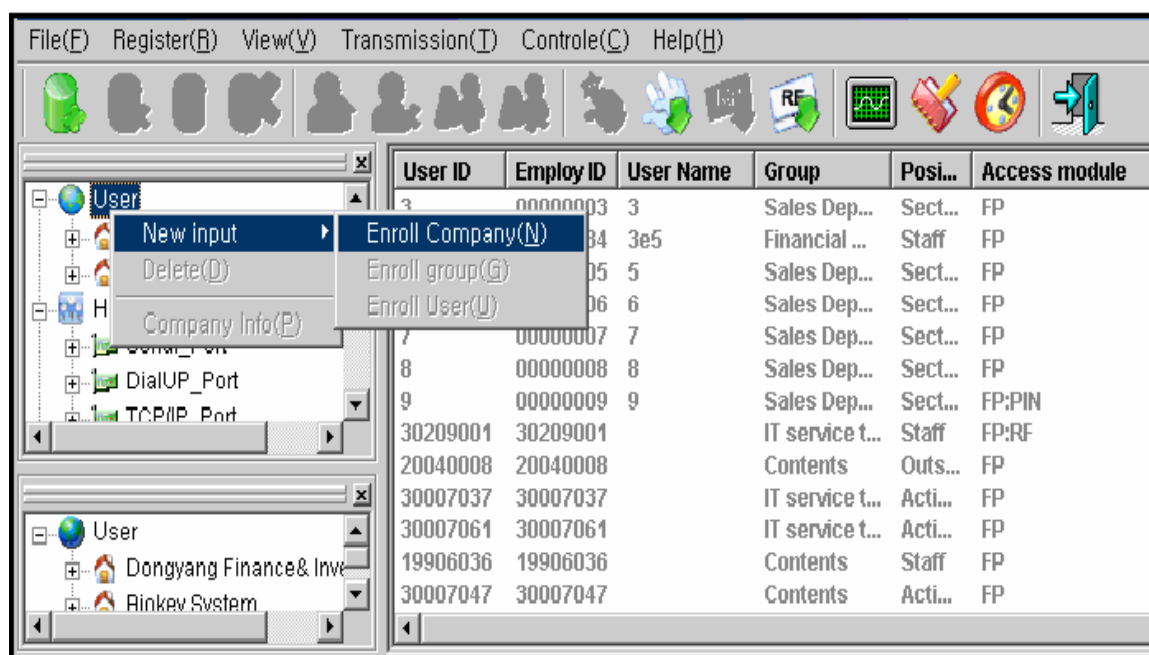 File(F) Register(R) View(V) Transmission(T) Controle(C) Help(H)
RF
User
New input
Delete(D)
Company Info(P)
Enroll Company(N)
Enroll group(G)
Enroll User(U)
H
DialUP_Port
TCP/IP_Port
User
Dongyang Finance& Inve
Biokey System
User ID Employ ID User Name Group Posi... Access module
3 00000003 3 Sales Dep... Sect... FP
34 3e5 Financial ... Staff FP
05 5 Sales Dep... Sect... FP
06 6 Sales Dep... Sect... FP
7 00000007 7 Sales Dep... Sect... FP
8 00000008 8 Sales Dep... Sect... FP
9 00000009 9 Sales Dep... Sect... FP:PIN
30209001 30209001 IT service t... Staff FP:RF
20040008 20040008 Contents Outs... FP
30007037 30007037 IT service t... Acti... FP
30007061 30007061 IT service t... Acti... FP
19906036 19906036 Contents Staff FP
30007047 30007047 Contents Acti... FP